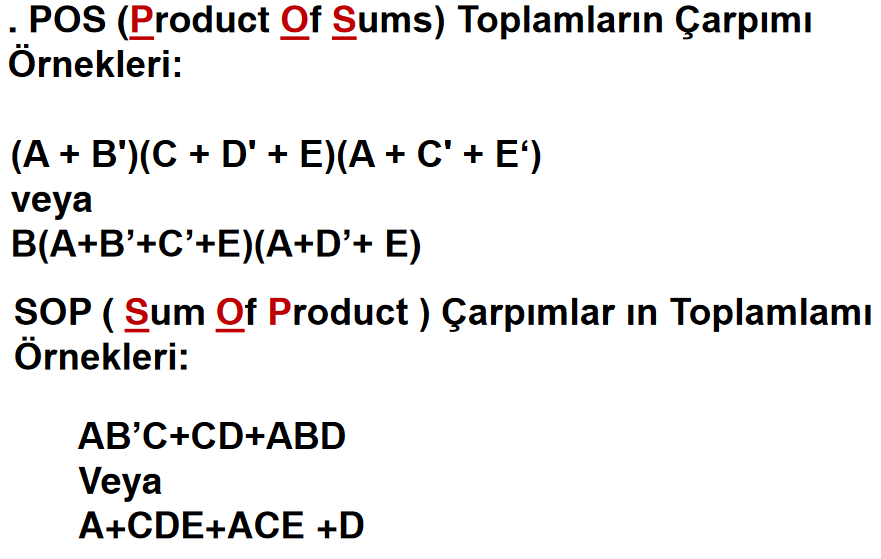 . POS (Product Of Sums) Toplamların Çarpımı
Örnekleri:
(A + B')(C + D' + E)(A + C' + E‘)
veya
B(A+B’+C’+E)(A+D’+ E)
SOP ( Sum Of Product ) Çarpımlar ın Toplamlamı
Örnekleri:
AB’C+CD+ABD
Veya
A+CDE+ACE +D